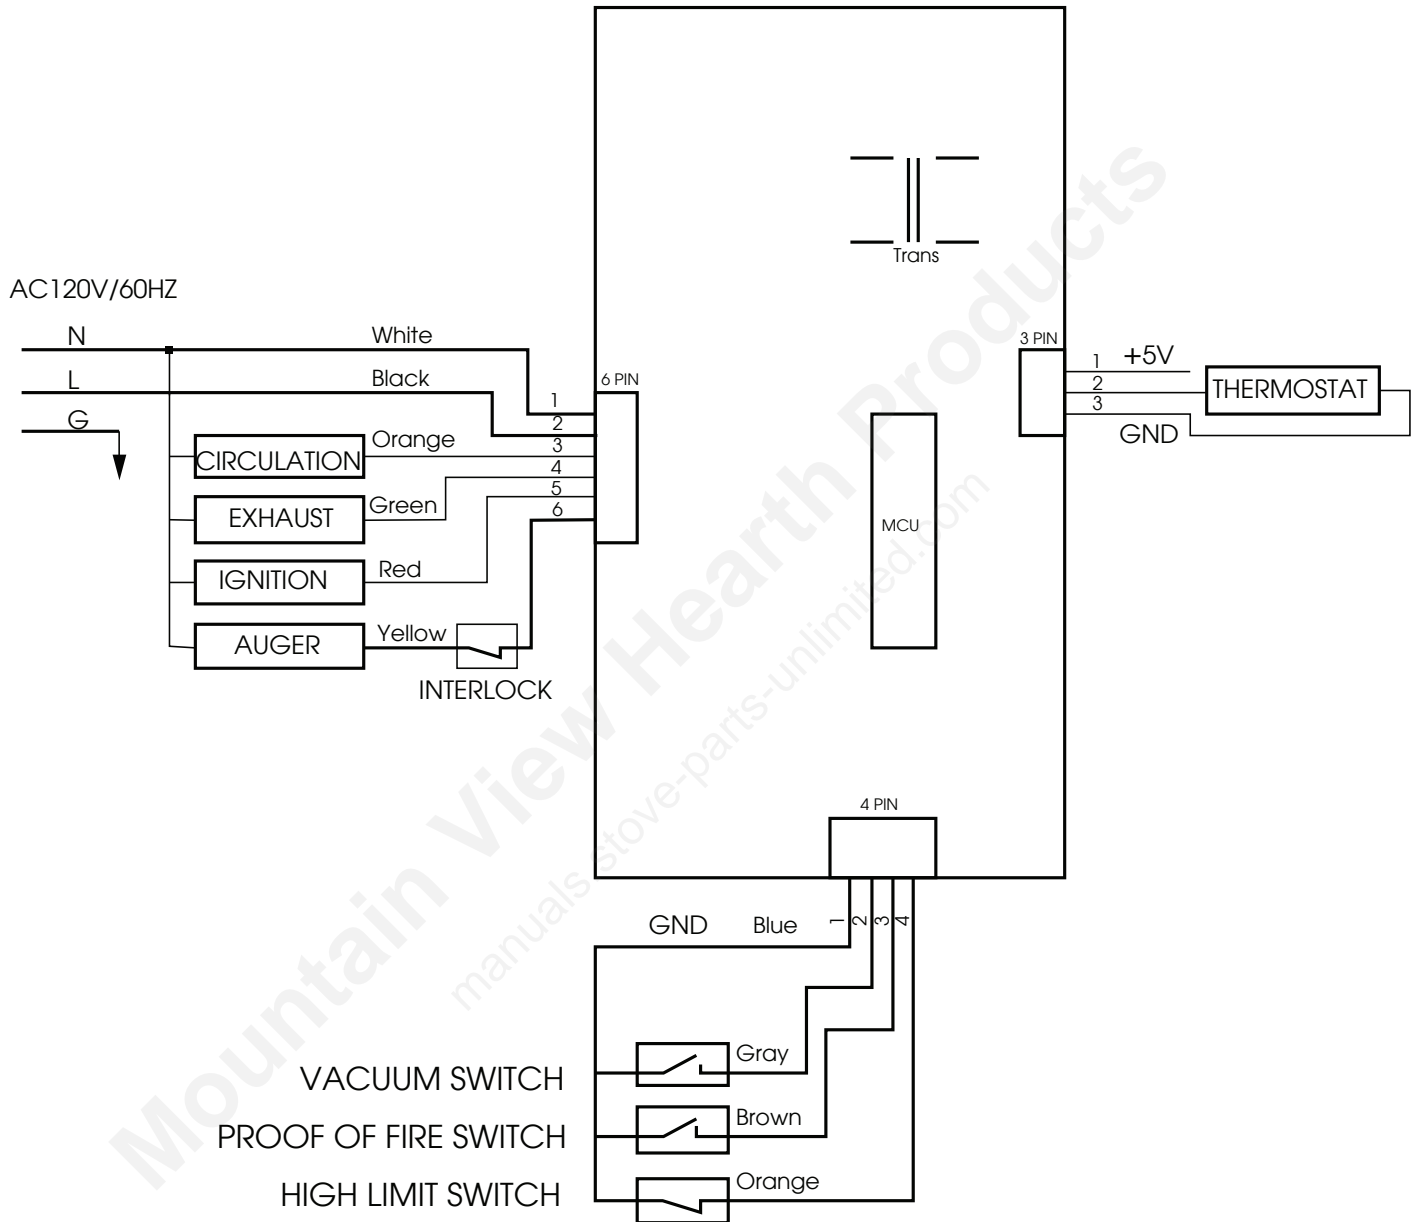 Trans
AC120V/60HZ
N White
L Black
G
6 PIN
1
2
3
4
5
6
Orange
CIRCULATION
Green
EXHAUST
Red
IGNITION
Yellow
AUGER
INTERLOCK
3 PIN
1 +5V
2
3
GND
THERMOSTAT
MCU
4 PIN
GND Blue
1
2
3
4
Gray
VACUUM SWITCH
Brown
PROOF OF FIRE SWITCH
Orange
HIGH LIMIT SWITCH
Mountain View Hearth Products
manuals stove-parts-unlimited.com